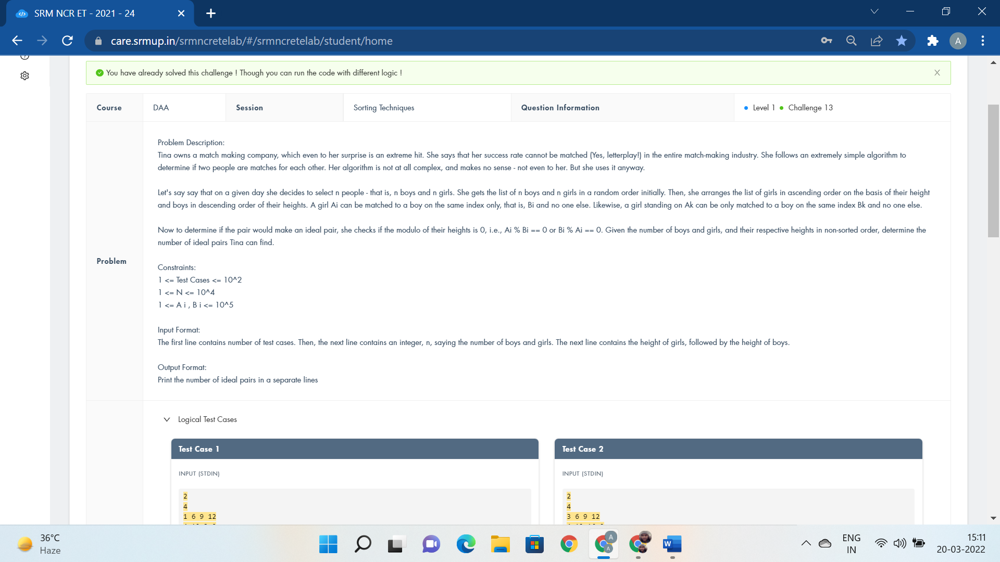 SRM NCR ET - 2021 - 24
care.srmup.in/srmncretelab/#/srmncretelab/student/home
A
You have already solved this challenge ! Though you can run the code with different logic !
Course DAA Session Sorting Techniques Question Information Level 1 Challenge 13
Problem
Problem Description:
Tina owns a match making company, which even to her surprise is an extreme hit. She says that her success rate cannot be matched (Yes, letterplay!) in the entire match-making industry. She follows an extremely simple algorithm to
determine if two people are matches for each other. Her algorithm is not at all complex, and makes no sense - not even to her. But she uses it anyway.
Let's say say that on a given day she decides to select n people - that is, n boys and n girls. She gets the list of n boys and n girls in a random order initially. Then, she arranges the list of girls in ascending order on the basis of their height
and boys in descending order of their heights. A girl Ai can be matched to a boy on the same index only, that is, Bi and no one else. Likewise, a girl standing on Ak can be only matched to a boy on the same index Bk and no one else.
Now to determine if the pair would make an ideal pair, she checks if the modulo of their heights is 0, i.e., Ai % Bi == 0 or Bi % Ai == 0. Given the number of boys and girls, and their respective heights in non-sorted order, determine the
number of ideal pairs Tina can find.
Constraints:
1 <= Test Cases <= 10^2
1 <= N <= 10^4
1 <= A i , B i <= 10^5
Input Format:
The first line contains number of test cases. Then, the next line contains an integer, n, saying the number of boys and girls. The next line contains the height of girls, followed by the height of boys.
Output Format:
Print the number of ideal pairs in a separate lines
Logical Test Cases
Test Case 1
INPUT (STDIN)
2
4
1 6 9 12
Test Case 2
INPUT (STDIN)
2
4
3 6 9 12
36°C
Haze
A
A
W
ENG
IN
15:11
20-03-2022